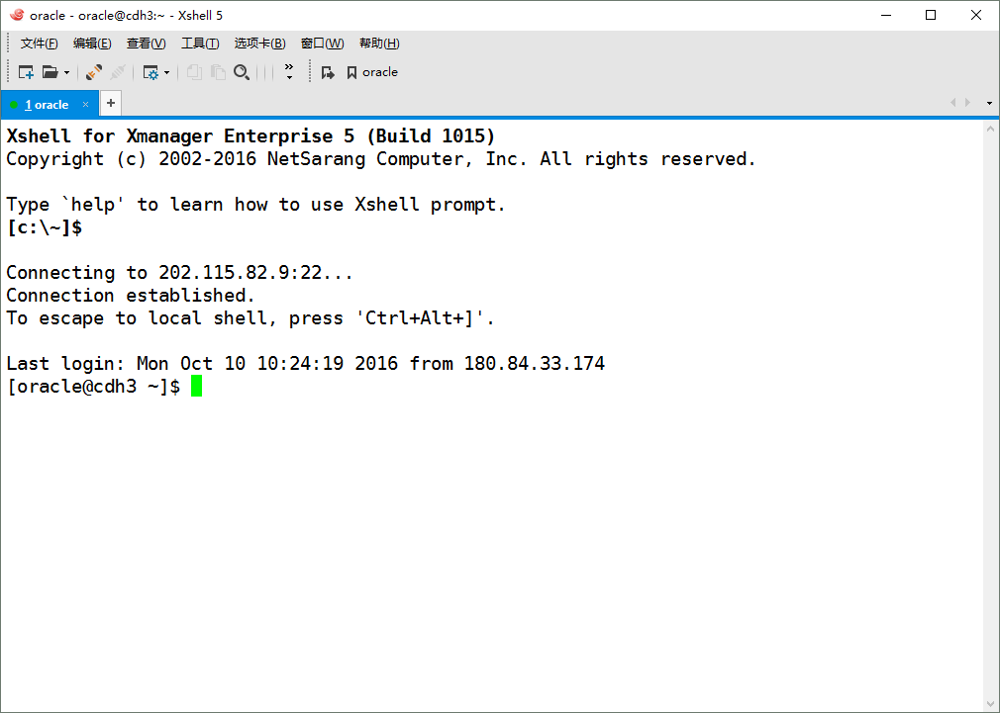 oracle - oracle@cdh3:~ - Xshell 5
文件(F) 编辑(E) 查看(V) 工具(T) 选项卡(B) 窗口(W) 帮助(H)
oracle
1 oracle × +
Xshell for Xmanager Enterprise 5 (Build 1015)
Copyright (c) 2002-2016 NetSarang Computer, Inc. All rights reserved.
Type `help' to learn how to use Xshell prompt.
[c:\~]$
Connecting to 202.115.82.9:22...
Connection established.
To escape to local shell, press 'Ctrl+Alt+]'.
Last login: Mon Oct 10 10:24:19 2016 from 180.84.33.174
[oracle@cdh3 ~]$